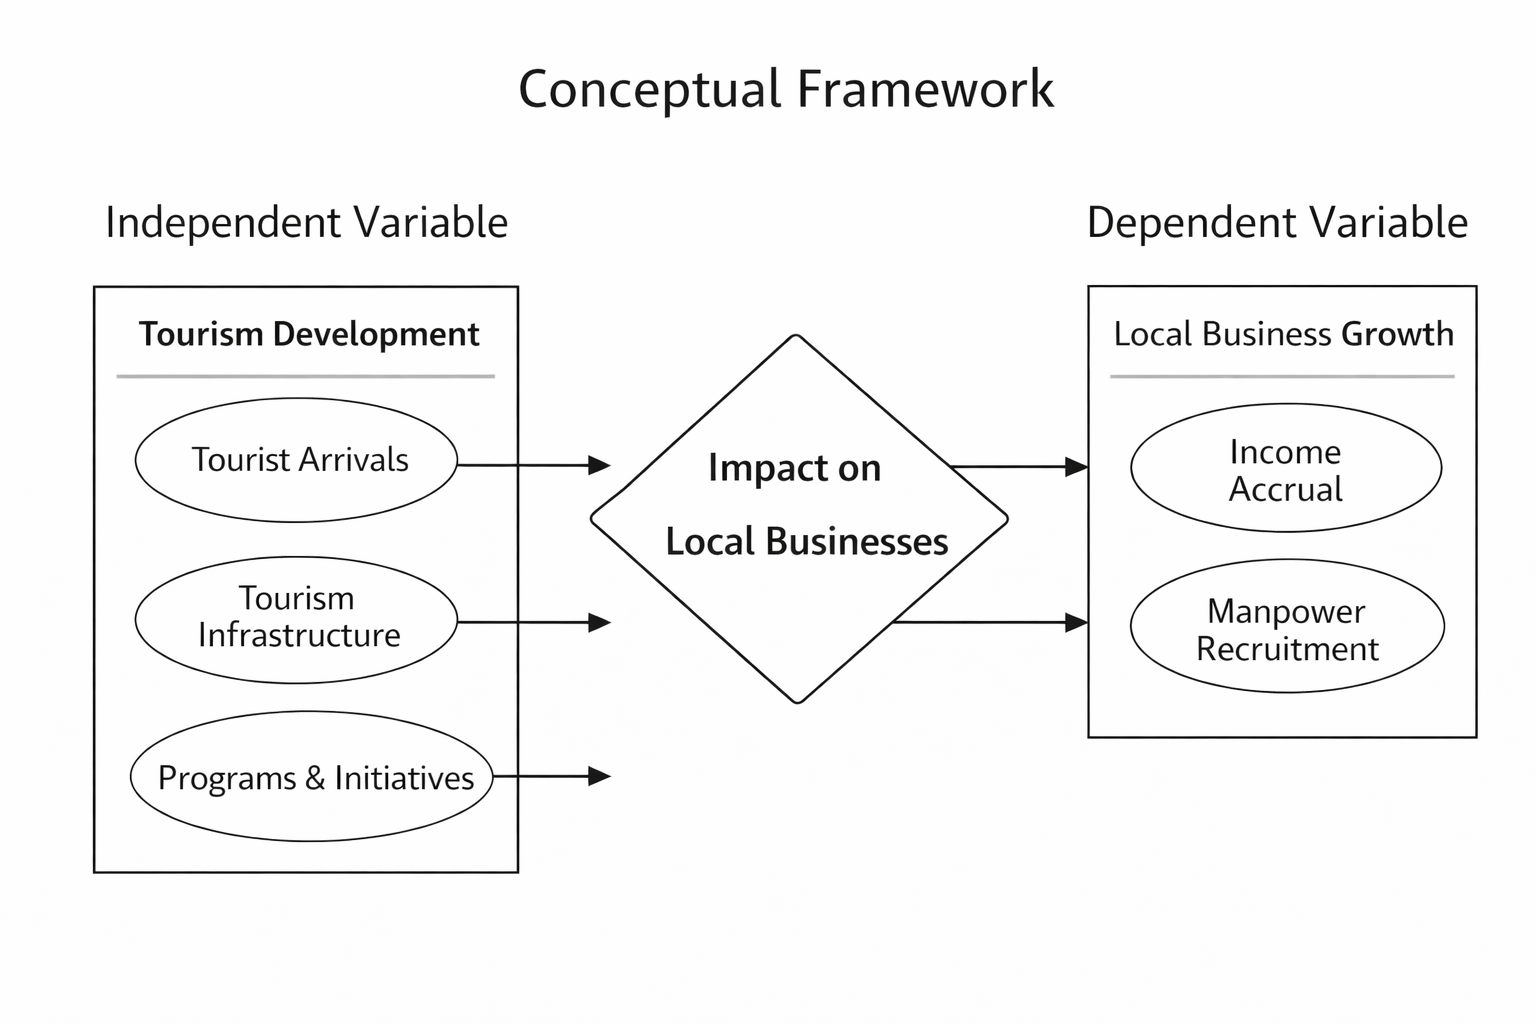 Conceptual Framework
Independent Variable
Tourism Development
Tourist Arrivals
Tourism
Infrastructure
Programs & Initiatives
Impact on
Local Businesses
Dependent Variable
Local Business Growth
Income
Accrual
Manpower
Recruitment